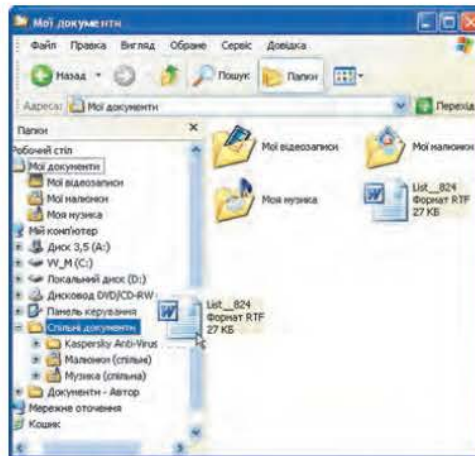 Мої документи
Файл Правка Вигляд Обране Сервіс Довідка
Назад Пошук Папки
Адреса: Мої документи Перехід
Папки
Робочий стіл
Мої документи
Мої відеозаписи
Мої малюнки
Моя музика
Мій комп'ютер
Диск 3,5 (A:)
W_M (C:)
Локальний диск (D:)
Дисковод DVD/CD-RW
Панель керування
Спільні документи
Kaspersky Anti-Virus
Малюнки (спільні)
Музика (спільна)
Документи - Автор
Мережне оточення
Кошик
Мої відеозаписи
Мої малюнки
Моя музика
List__824
Формат RTF
27 КБ
List__824
Формат RTF
27 КБ